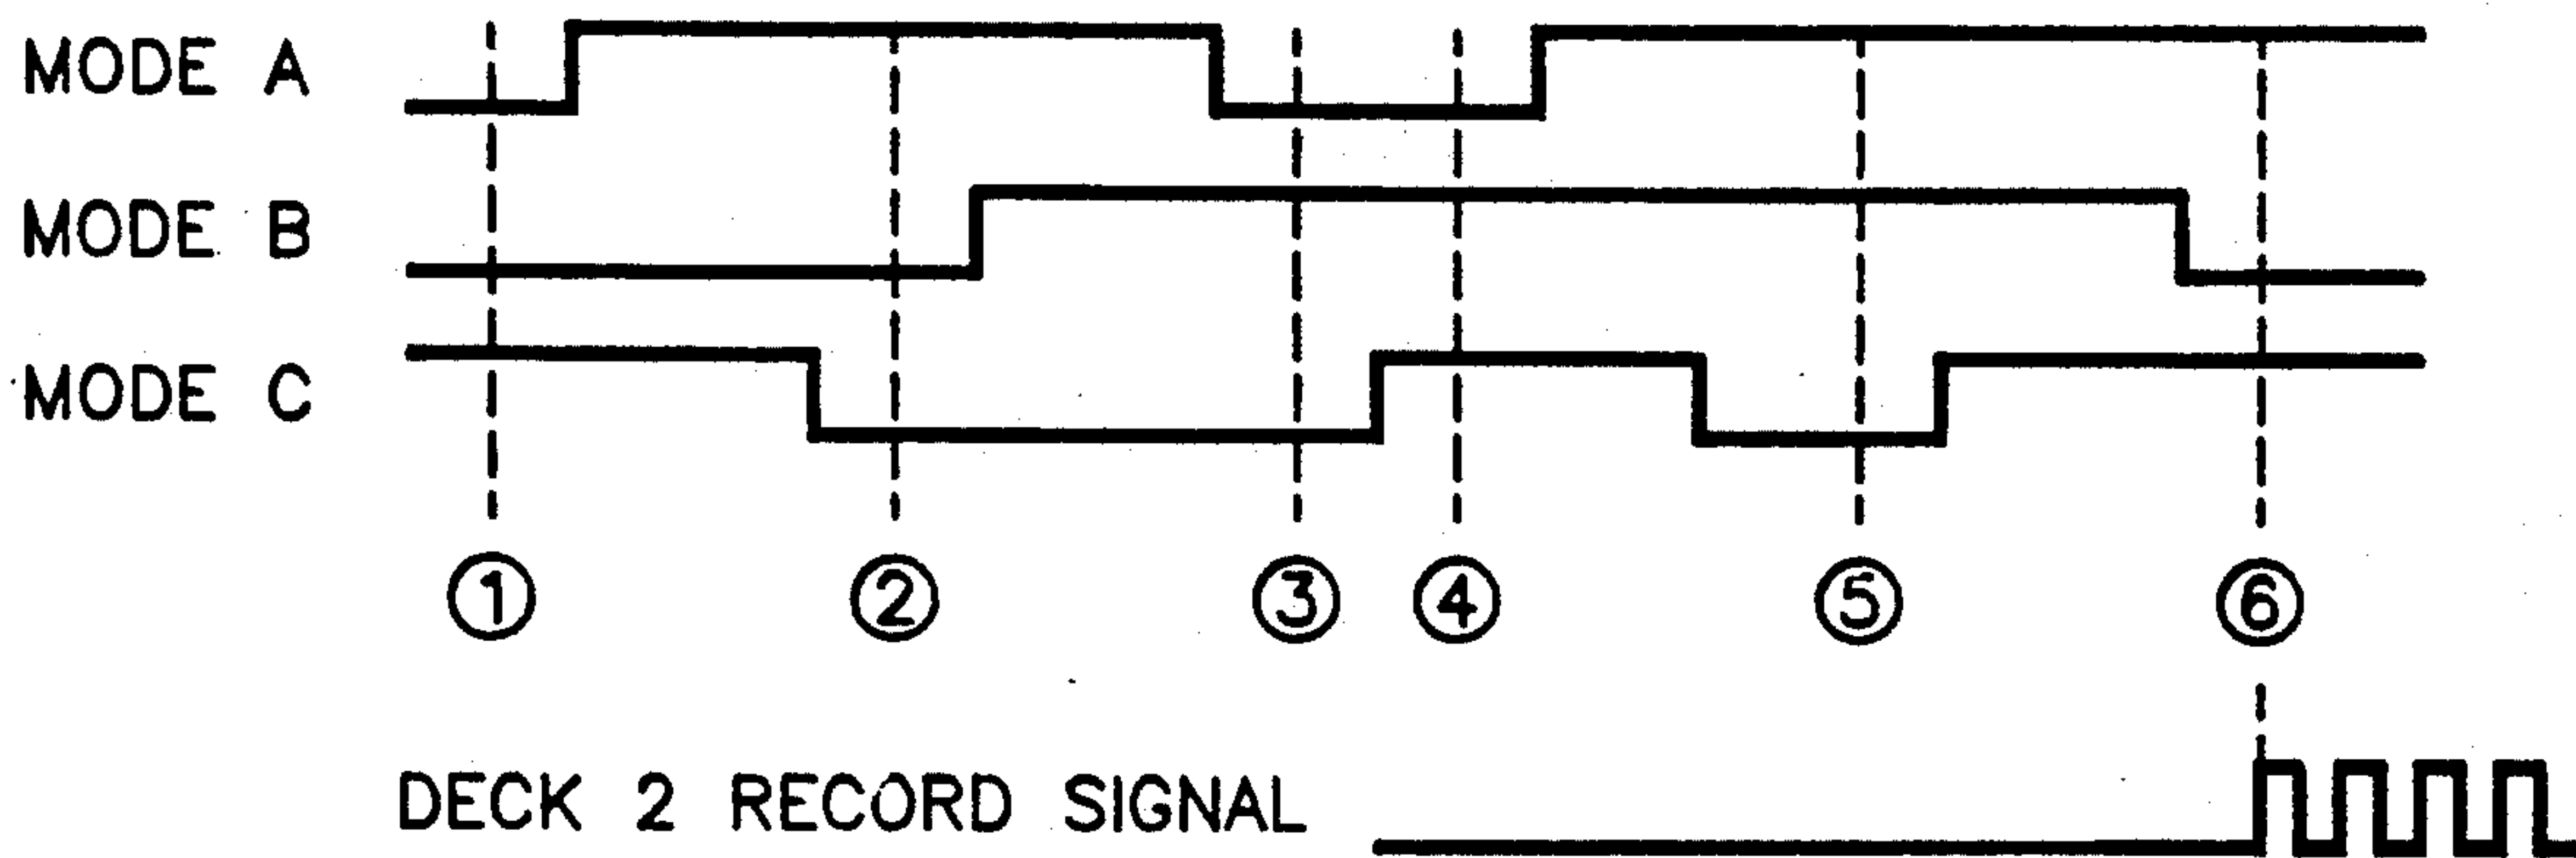 MODE A
MODE B
MODE C
① ② ③ ④ ⑤ ⑥
DECK 2 RECORD SIGNAL